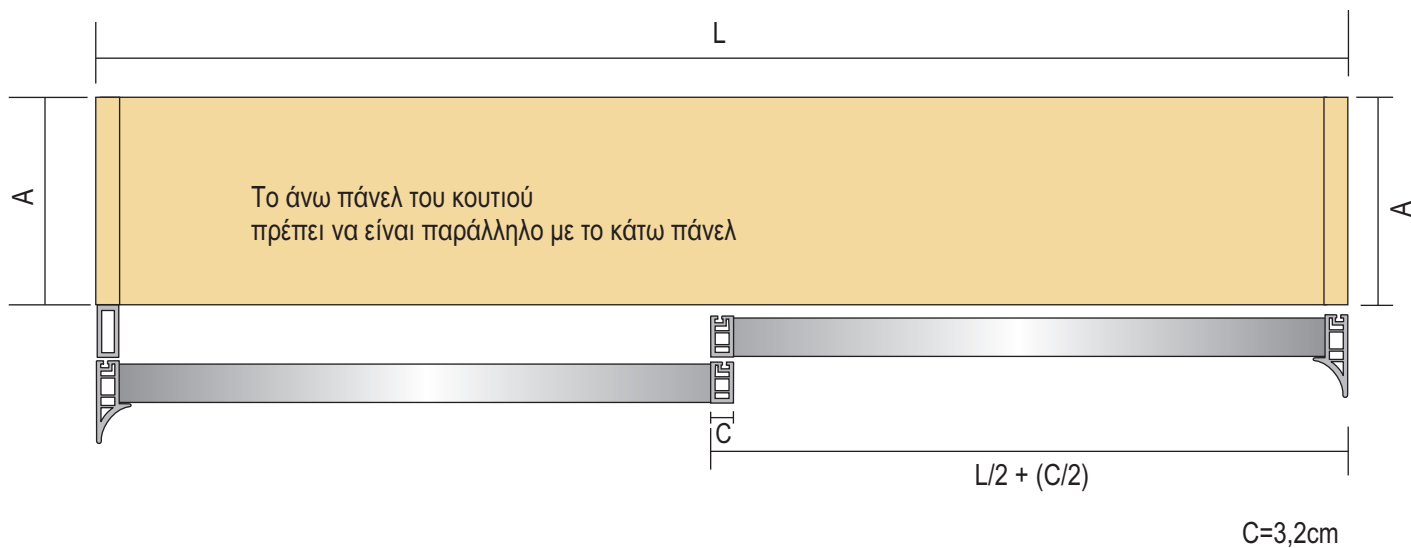 L
A
A
Το άνω πάνελ του κουτιού
πρέπει να είναι παράλληλο με το κάτω πάνελ
C
L/2 + (C/2)
C=3,2cm